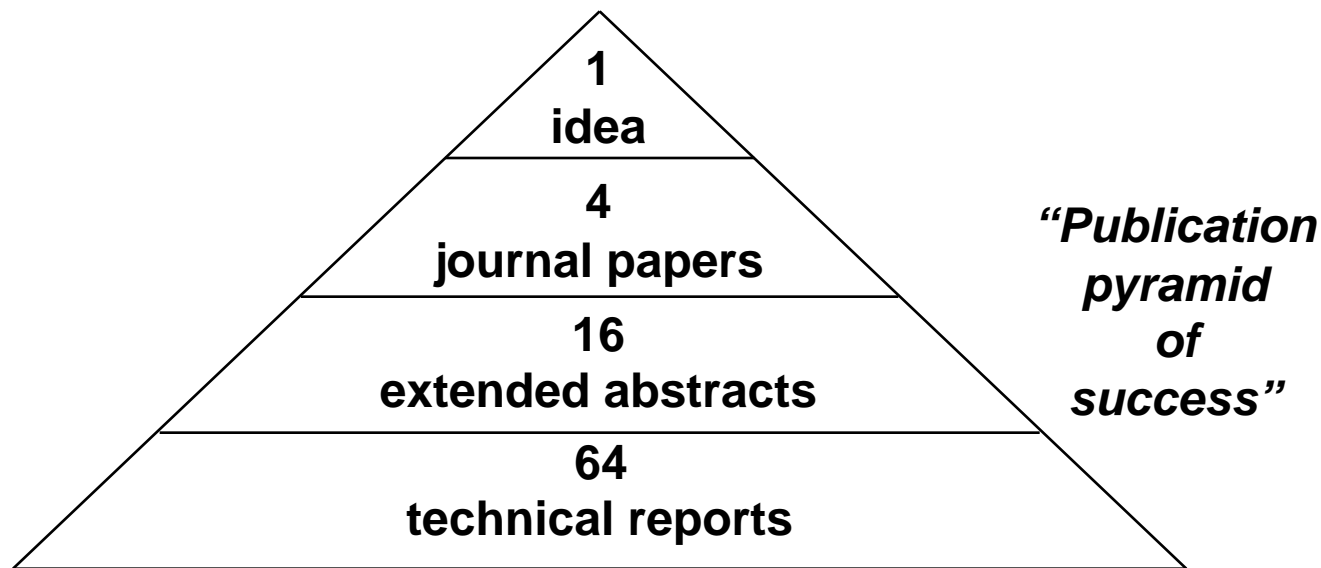 1
idea
4
journal papers
16
extended abstracts
64
technical reports
“Publication
pyramid
of
success”